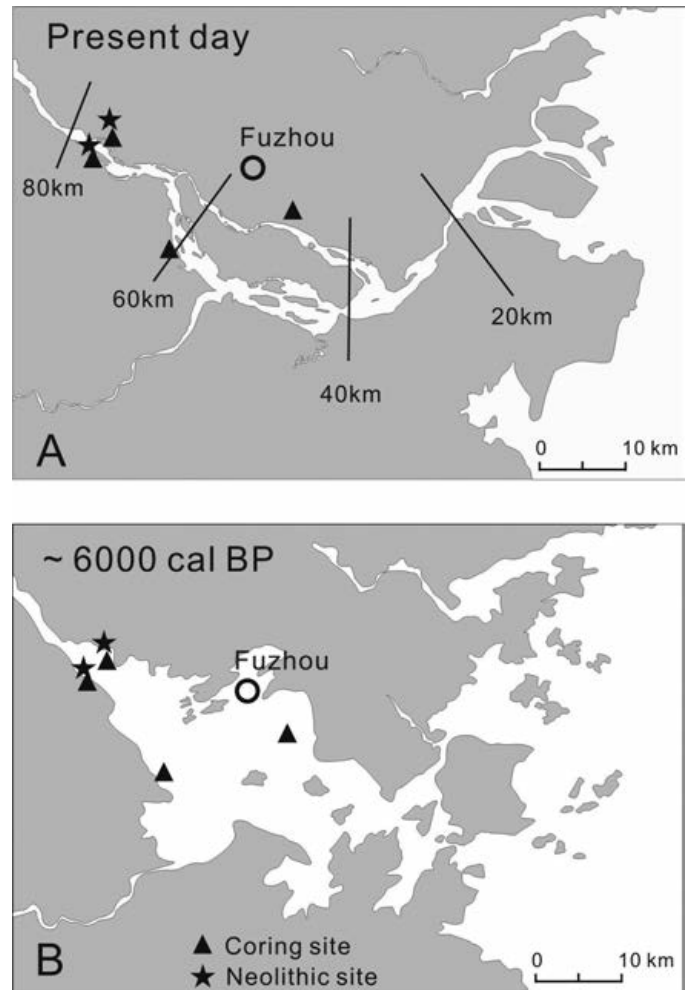 Present day
Fuzhou
80km
60km
20km
40km
A
0 10 km
~ 6000 cal BP
Fuzhou
Coring site
Neolithic site
B
0 10 km